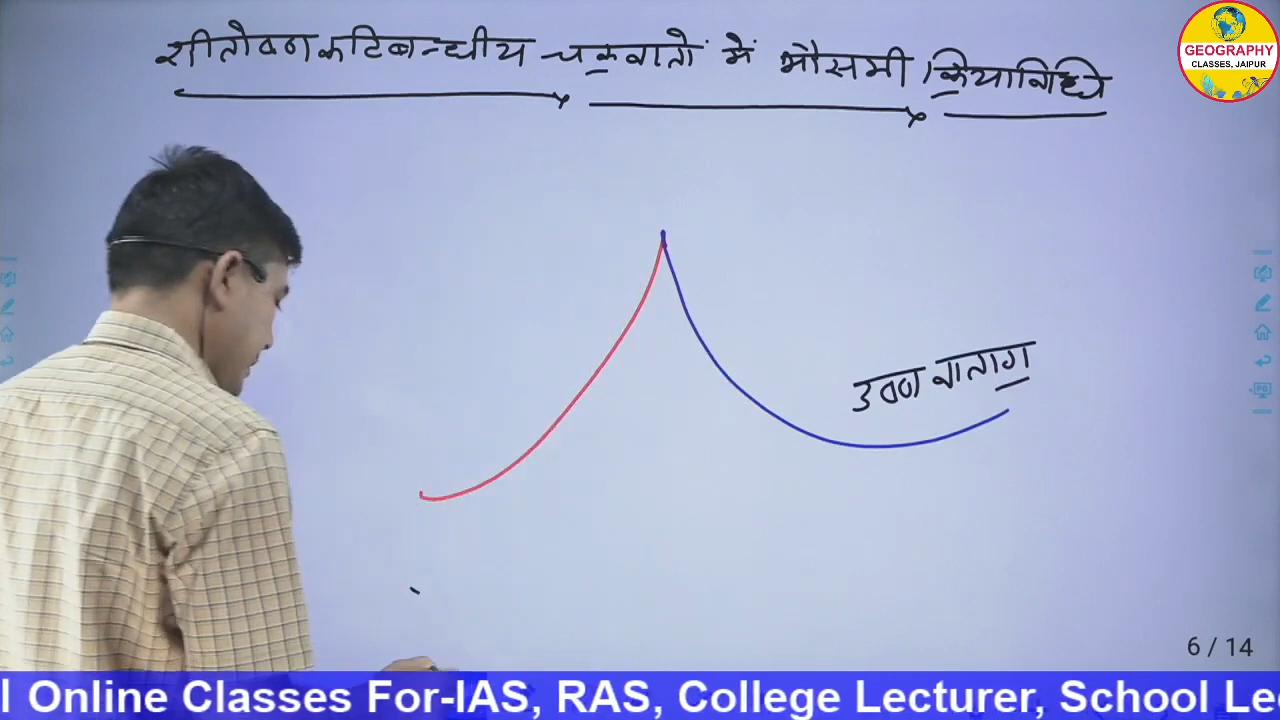 शीतोष्ण कटिबन्धीय चक्रवातों में मौसमी क्रियाविधि
GEOGRAPHY
CLASSES, JAIPUR
उष्ण वाताग्र
6 / 14
l Online Classes For-IAS, RAS, College Lecturer, School Le